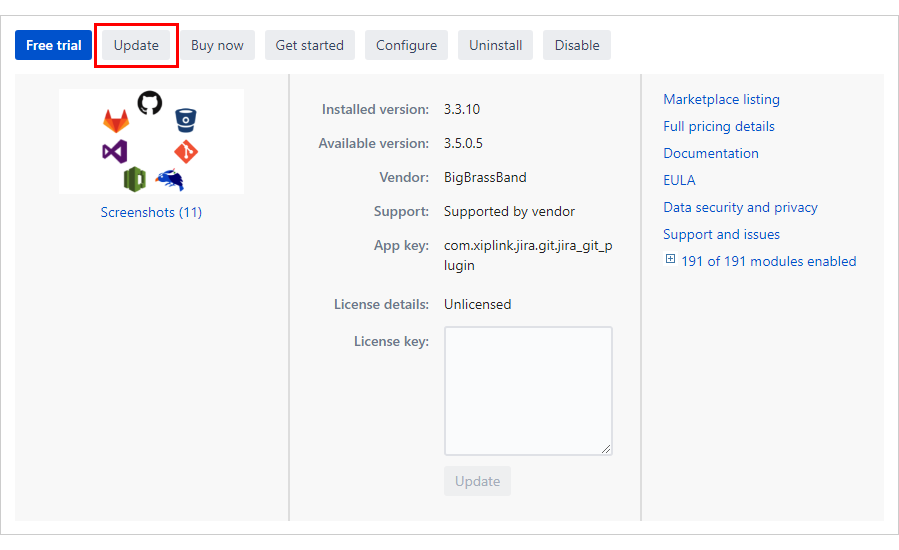 Free trial Update Buy now Get started Configure Uninstall Disable
Screenshots (11)
Installed version: 3.3.10
Available version: 3.5.0.5
Vendor: BigBrassBand
Support: Supported by vendor
App key: com.xiplink.jira.git.jira_git_p
lugin
License details: Unlicensed
License key:
Update
Marketplace listing
Full pricing details
Documentation
EULA
Data security and privacy
Support and issues
191 of 191 modules enabled